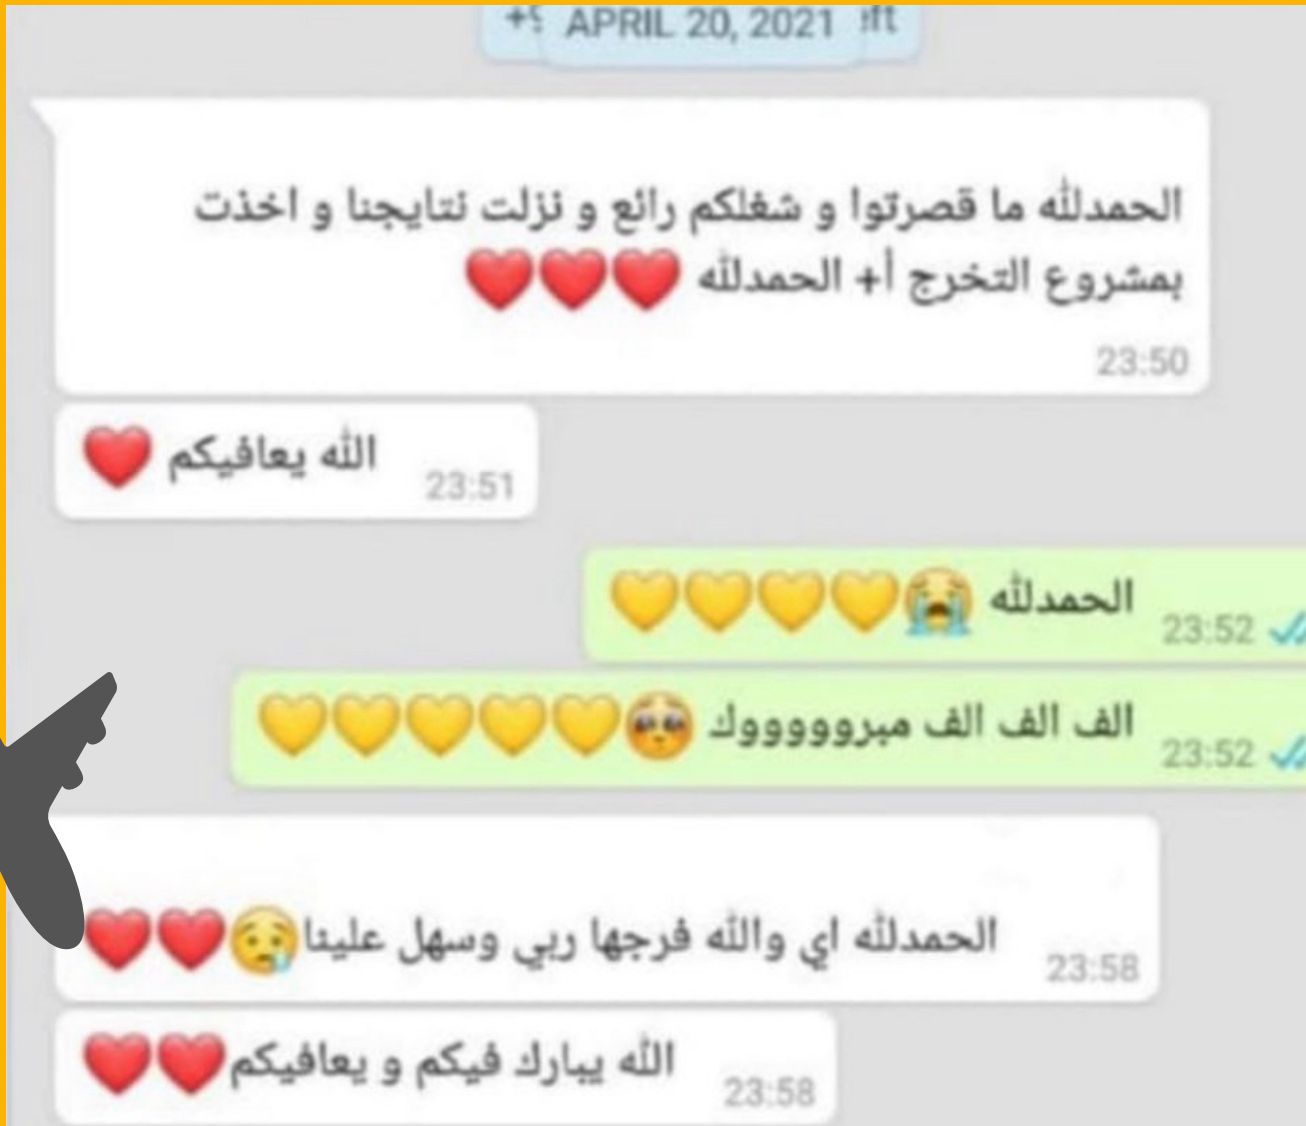 APRIL 20, 2021
الحمدلله ما قصرتوا و شغلكم رائع و نزلت نتايجنا و اخذت
بمشروع التخرج أ+ الحمدلله ❤️❤️❤️
23:50
الله يعافيكم ❤️
23:51
الحمدلله 😭💛💛💛💛
23:52
الف الف الف مبروووووك 🥺💛💛💛💛💛
23:52
الحمدلله اي والله فرجها ربي وسهل علينا😢❤️❤️
23:58
الله يبارك فيكم و يعافيكم❤️❤️
23:58